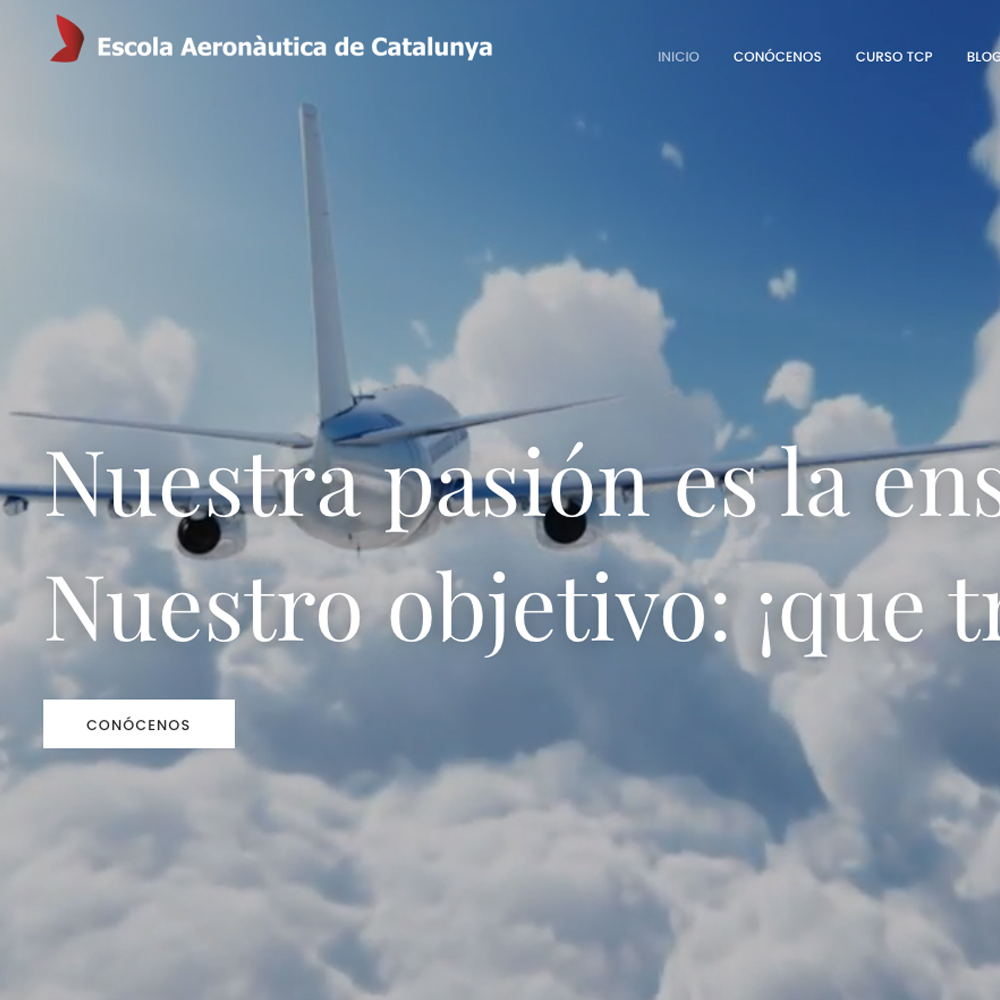 Escola Aeronàutica de Catalunya
INICIO CONÓCENOS CURSO TCP BLOG
Nuestra pasión es la ens
Nuestro objetivo: ¡que tr
CONÓCENOS